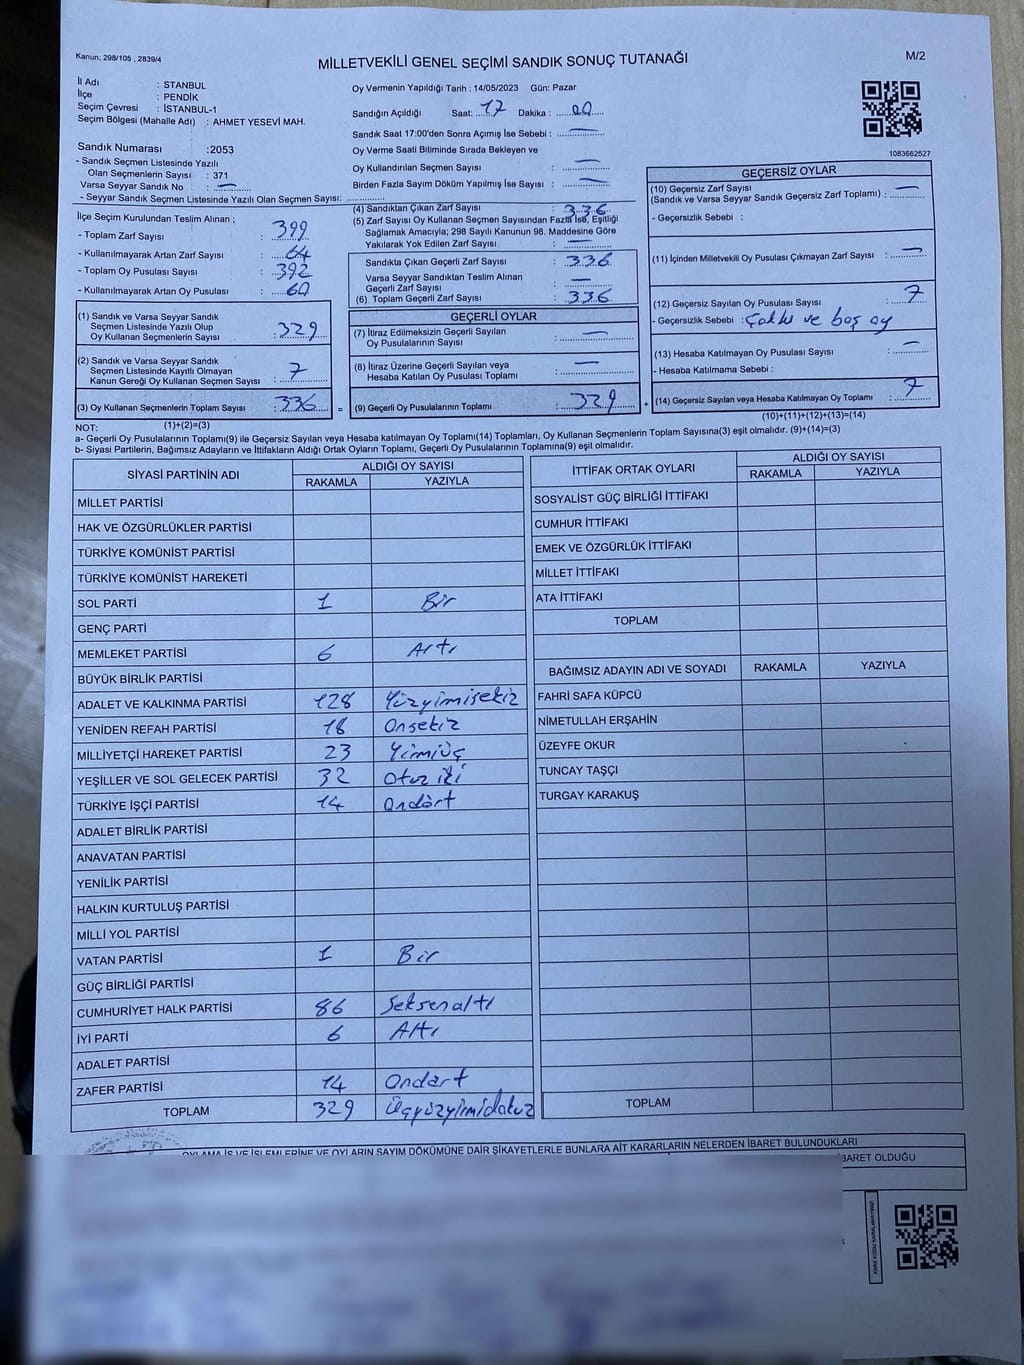 Kanun; 298/105 , 2839/4
MİLLETVEKİLİ GENEL SEÇİMİ SANDIK SONUÇ TUTANAĞI
M/2
İl Adı : STANBUL
İlçe : PENDİK
Seçim Çevresi : İSTANBUL-1
Seçim Bölgesi (Mahalle Adı) : AHMET YESEVİ MAH.
Sandık Numarası :2053
- Sandık Seçmen Listesinde Yazılı
Olan Seçmenlerin Sayısı : 371
Varsa Seyyar Sandık No : —
- Seyyar Sandık Seçmen Listesinde Yazılı Olan Seçmen Sayısı:
Oy Vermenin Yapıldığı Tarih : 14/05/2023 Gün: Pazar
Sandığın Açıldığı Saat: 17 Dakika : 00
Sandık Saat 17:00'den Sonra Açımış İse Sebebi : —
Oy Verme Saati Bitiminde Sırada Bekleyen ve
Oy Kullandırılan Seçmen Sayısı : —
Birden Fazla Sayım Döküm Yapılmış İse Sayısı : —
1083662527
İlçe Seçim Kurulundan Teslim Alınan ;
- Toplam Zarf Sayısı : 399
- Kullanılmayarak Artan Zarf Sayısı : 64
- Toplam Oy Pusulası Sayısı : 392
- Kullanılmayarak Artan Oy Pusulası : 60
(1) Sandık ve Varsa Seyyar Sandık
Seçmen Listesinde Yazılı Olup
Oy Kullanan Seçmenlerin Sayısı : 329
(2) Sandık ve Varsa Seyyar Sandık
Seçmen Listesinde Kayıtlı Olmayan
Kanun Gereği Oy Kullanan Seçmen Sayısı : 7
(3) Oy Kullanan Seçmenlerin Toplam Sayısı : 336 =
(1)+(2)=(3)
(4) Sandıktan Çıkan Zarf Sayısı : 336
(5) Zarf Sayısı Oy Kullanan Seçmen Sayısından Fazla İse, Eşitliği
Sağlamak Amacıyla; 298 Sayılı Kanunun 98. Maddesine Göre
Yakılarak Yok Edilen Zarf Sayısı : —
Sandıkta Çıkan Geçerli Zarf Sayısı : 336
Varsa Seyyar Sandıktan Teslim Alınan
Geçerli Zarf Sayısı : —
(6) Toplam Geçerli Zarf Sayısı : 336
GEÇERLİ OYLAR
(7) İtiraz Edilmeksizin Geçerli Sayılan
Oy Pusulalarının Sayısı : —
(8) İtiraz Üzerine Geçerli Sayılan veya
Hesaba Katılan Oy Pusulası Toplamı : —
(9) Geçerli Oy Pusulalarının Toplamı : 329 +
GEÇERSİZ OYLAR
(10) Geçersiz Zarf Sayısı
(Sandık ve Varsa Seyyar Sandık Geçersiz Zarf Toplamı) : —
- Geçersizlik Sebebi :
(11) İçinden Milletvekili Oy Pusulası Çıkmayan Zarf Sayısı : —
(12) Geçersiz Sayılan Oy Pusulası Sayısı : 7
- Geçersizlik Sebebi : Çoklu ve boş oy
(13) Hesaba Katılmayan Oy Pusulası Sayısı : —
- Hesaba Katılmama Sebebi :
(14) Geçersiz Sayılan veya Hesaba Katılmayan Oy Toplamı : 7
(10)+(11)+(12)+(13)=(14)
NOT:
a- Geçerli Oy Pusulalarının Toplamı(9) ile Geçersiz Sayılan veya Hesaba katılmayan Oy Toplamı(14) Toplamları, Oy Kullanan Seçmenlerin Toplam Sayısına(3) eşit olmalıdır. (9)+(14)=(3)
b- Siyasi Partilerin, Bağımsız Adayların ve İttifakların Aldığı Ortak Oyların Toplamı, Geçerli Oy Pusulalarının Toplamına(9) eşit olmalıdır.
SİYASİ PARTİNİN ADI ALDIĞI OY SAYISI
RAKAMLA YAZIYLA
MİLLET PARTİSİ
HAK VE ÖZGÜRLÜKLER PARTİSİ
TÜRKİYE KOMÜNİST PARTİSİ
TÜRKİYE KOMÜNİST HAREKETİ
SOL PARTİ 1 Bir
GENÇ PARTİ
MEMLEKET PARTİSİ 6 Altı
BÜYÜK BİRLİK PARTİSİ
ADALET VE KALKINMA PARTİSİ 128 Yüzyimisekiz
YENİDEN REFAH PARTİSİ 18 Onsekiz
MİLLİYETÇİ HAREKET PARTİSİ 23 Yirmiüç
YEŞİLLER VE SOL GELECEK PARTİSİ 32 Otuz iki
TÜRKİYE İŞÇİ PARTİSİ 14 Ondört
ADALET BİRLİK PARTİSİ
ANAVATAN PARTİSİ
YENİLİK PARTİSİ
HALKIN KURTULUŞ PARTİSİ
MİLLİ YOL PARTİSİ
VATAN PARTİSİ 1 Bir
GÜÇ BİRLİĞİ PARTİSİ
CUMHURİYET HALK PARTİSİ 86 Seksenaltı
İYİ PARTİ 6 Altı
ADALET PARTİSİ
ZAFER PARTİSİ 14 Ondört
TOPLAM 329 Üçyüzyirmidokuz
İTTİFAK ORTAK OYLARI ALDIĞI OY SAYISI
RAKAMLA YAZIYLA
SOSYALİST GÜÇ BİRLİĞİ İTTİFAKI
CUMHUR İTTİFAKI
EMEK VE ÖZGÜRLÜK İTTİFAKI
MİLLET İTTİFAKI
ATA İTTİFAKI
TOPLAM
BAĞIMSIZ ADAYIN ADI VE SOYADI RAKAMLA YAZIYLA
FAHRİ SAFA KÜPCÜ
NİMETULLAH ERŞAHİN
ÜZEYFE OKUR
TUNCAY TAŞÇI
TURGAY KARAKUŞ
TOPLAM
OYLAMA İŞ VE İŞLEMLERİNE VE OYLARIN SAYIM DÖKÜMÜNE DAİR ŞİKAYETLERLE BUNLARA AİT KARARLARIN NELERDEN İBARET BULUNDUKLARI
İBARET OLDUĞU
KARE KODU KARALAMAYINIZ!